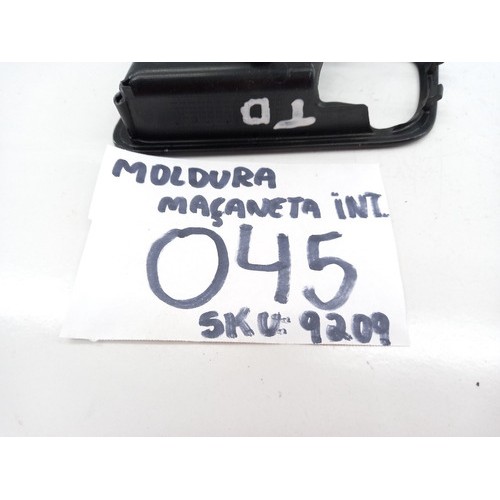 TD
MOLDURA
MAÇANETA INT.
045
SKU: 9209